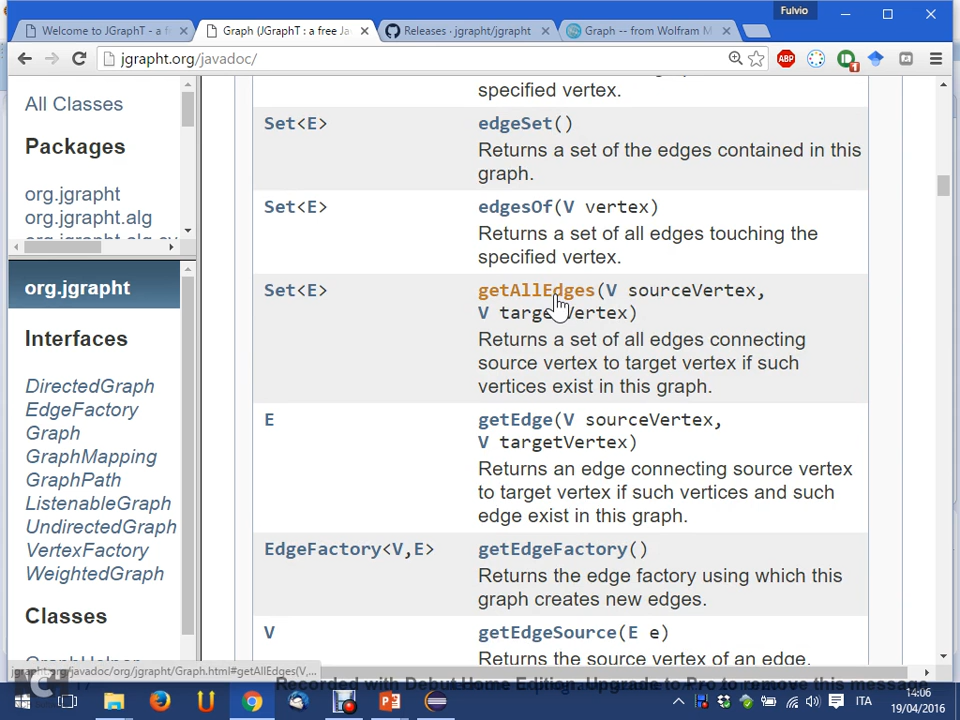 Fulvio
Welcome to JGraphT - a f
Graph (JGraphT : a free Ja
Releases · jgrapht/jgrapht
Graph -- from Wolfram M
jgrapht.org/javadoc/
ABP
1
All Classes
Packages
org.jgrapht
org.jgrapht.alg
org.jgrapht
Interfaces
DirectedGraph
EdgeFactory
Graph
GraphMapping
GraphPath
ListenableGraph
UndirectedGraph
VertexFactory
WeightedGraph
Classes
GraphHelper
specified vertex.
Set<E> edgeSet()
Returns a set of the edges contained in this
graph.
Set<E> edgesOf(V vertex)
Returns a set of all edges touching the
specified vertex.
Set<E> getAllEdges(V sourceVertex,
V targetVertex)
Returns a set of all edges connecting
source vertex to target vertex if such
vertices exist in this graph.
E getEdge(V sourceVertex,
V targetVertex)
Returns an edge connecting source vertex
to target vertex if such vertices and such
edge exist in this graph.
EdgeFactory<V,E> getEdgeFactory()
Returns the edge factory using which this
graph creates new edges.
V getEdgeSource(E e)
Returns the source vertex of an edge.
jgrapht.org/javadoc/org/jgrapht/Graph.html#getAllEdges(V,...
Recorded with Debut Home Edition. Upgrade to Pro to remove this message
17
ITA
14:06
19/04/2016